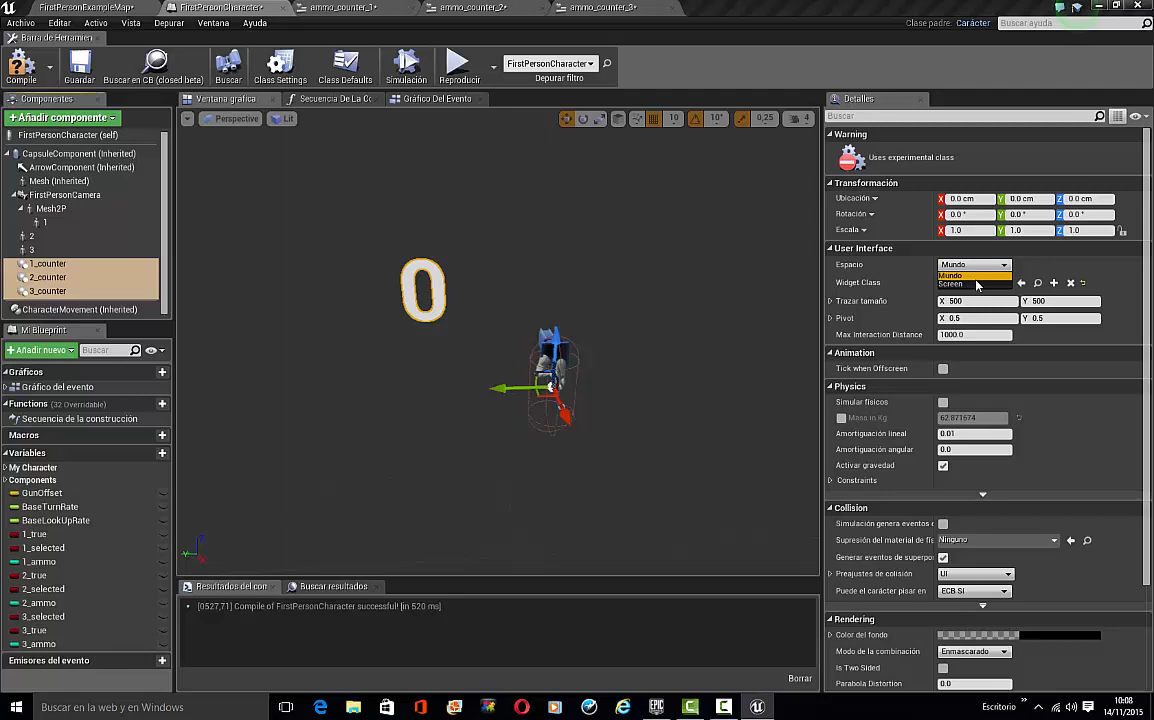 FirstPersonExampleMap*
FirstPersonCharacter*
ammo_counter_1*
ammo_counter_2*
ammo_counter_3*
Archivo Editar Activo Vista Depurar Ventana Ayuda
Clase padre: Carácter
Buscar ayuda
Barra de Herramien
Compile
Guardar
Buscar en CB (closed beta)
Buscar
Class Settings
Class Defaults
Simulación
Reproducir
FirstPersonCharacter
Depurar filtro
Componentes
+Añadir componente
FirstPersonCharacter (self)
CapsuleComponent (Inherited)
ArrowComponent (Inherited)
Mesh (Inherited)
FirstPersonCamera
Mesh2P
1
2
3
1_counter
2_counter
3_counter
CharacterMovement (Inherited)
Mi Blueprint
+Añadir nuevo
Buscar
Gráficos
Gráfico del Evento
Functions (32 Overridable)
Secuencia de la construcción
Macros
Variables
My Character
Components
GunOffset
BaseTurnRate
BaseLookUpRate
1_true
1_selected
1_ammo
2_true
2_selected
2_ammo
3_selected
3_true
3_ammo
Emisores del evento
Ventana gráfica
Secuencia De La Cc
Gráfico Del Evento
Perspective
Lit
10
10°
0,25
4
0
Resultados del com
Buscar resultados
[0527,71] Compile of FirstPersonCharacter successful! [in 520 ms]
Borrar
Detalles
Buscar
Warning
Uses experimental class
Transformación
Ubicación X 0.0 cm Y 0.0 cm Z 0.0 cm
Rotación X 0.0 ° Y 0.0 ° Z 0.0 °
Escala X 1.0 Y 1.0 Z 1.0
User Interface
Espacio Mundo
Mundo
Screen
Widget Class
Trazar tamaño X 500 Y 500
Pivot X 0.5 Y 0.5
Max Interaction Distance 1000.0
Animation
Tick when Offscreen
Physics
Simular físicos
Masa in Kg 62.871674
Amortiguación lineal 0.01
Amortiguación angular 0.0
Activar gravedad
Constraints
Collision
Simulación genera eventos
Supresión del material de fís Ninguno
Generar eventos de superpo
Preajustes de colisión UI
Puede el carácter pisar en ECB SI
Rendering
Color del fondo
Modo de la combinación Enmascarado
Is Two Sided
Parabola Distortion 0.0
Buscar en la web y en Windows
Escritorio
10:08
14/11/2015